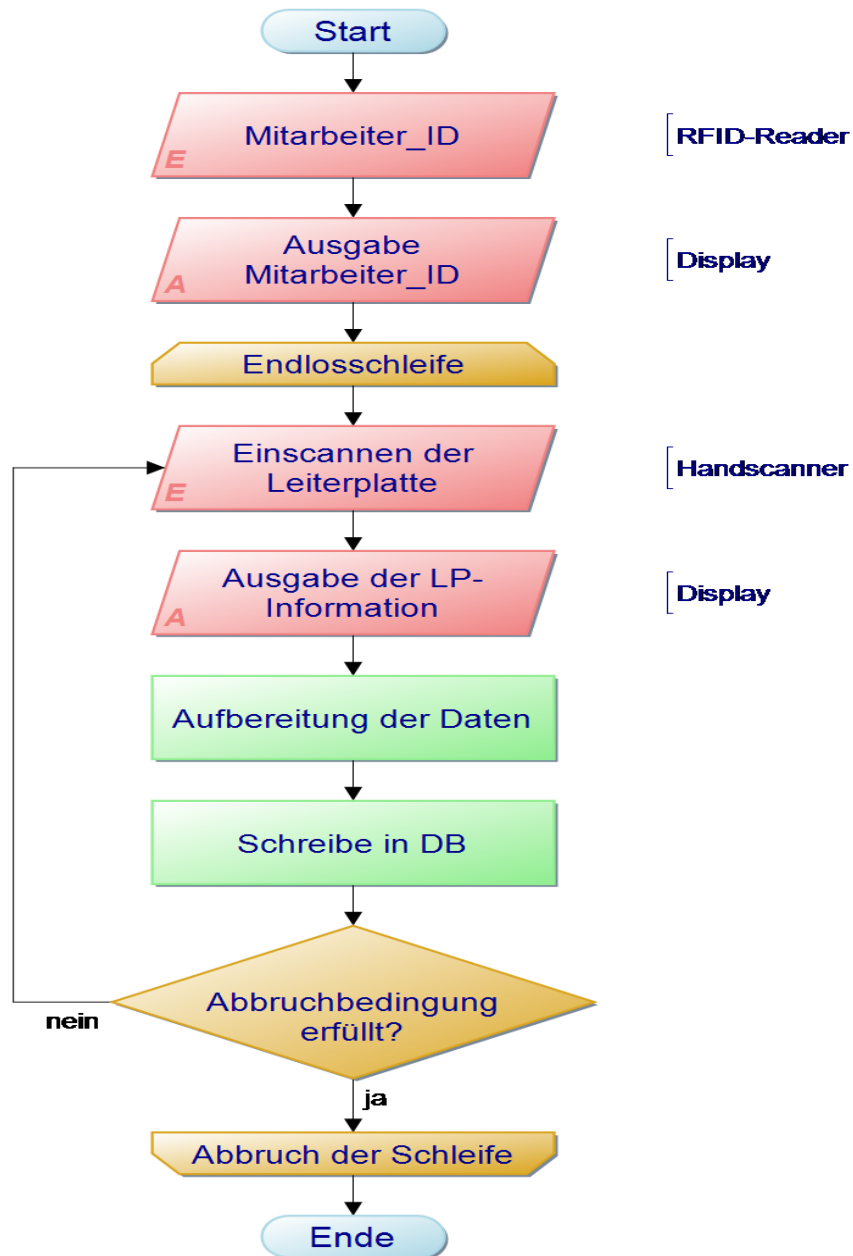 Start
Mitarbeiter_ID
E
RFID-Reader
Ausgabe
Mitarbeiter_ID
A
Display
Endlosschleife
Einscannen der
Leiterplatte
E
Handscanner
Ausgabe der LP-
Information
A
Display
Aufbereitung der Daten
Schreibe in DB
Abbruchbedingung
erfüllt?
nein
ja
Abbruch der Schleife
Ende